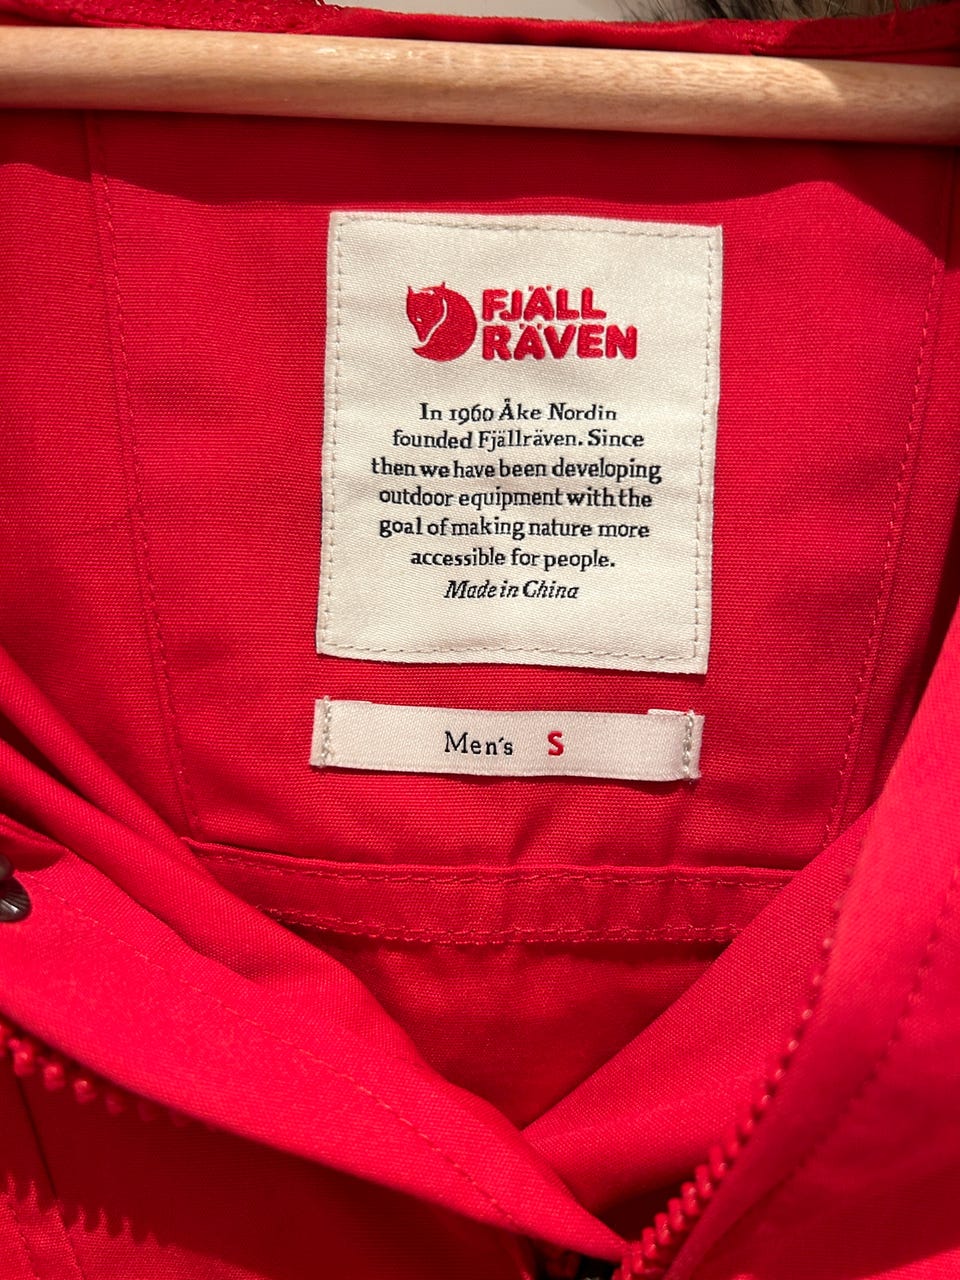 FJÄLL
RÄVEN
In 1960 Åke Nordin
founded Fjällräven. Since
then we have been developing
outdoor equipment with the
goal of making nature more
accessible for people.
Made in China
Men's S